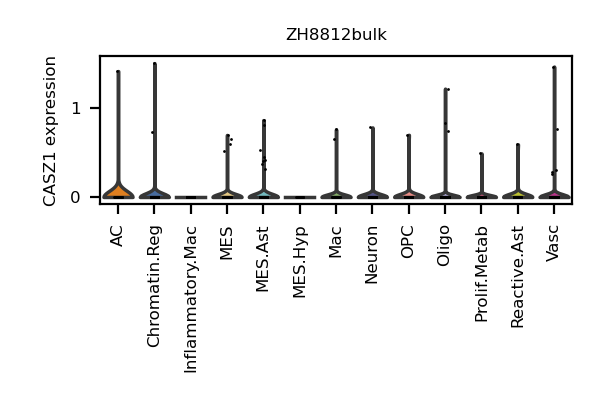 ZH8812bulk
CASZ1 expression
1
0
AC
Chromatin.Reg
Inflammatory.Mac
MES
MES.Ast
MES.Hyp
Mac
Neuron
OPC
Oligo
Prolif.Metab
Reactive.Ast
Vasc